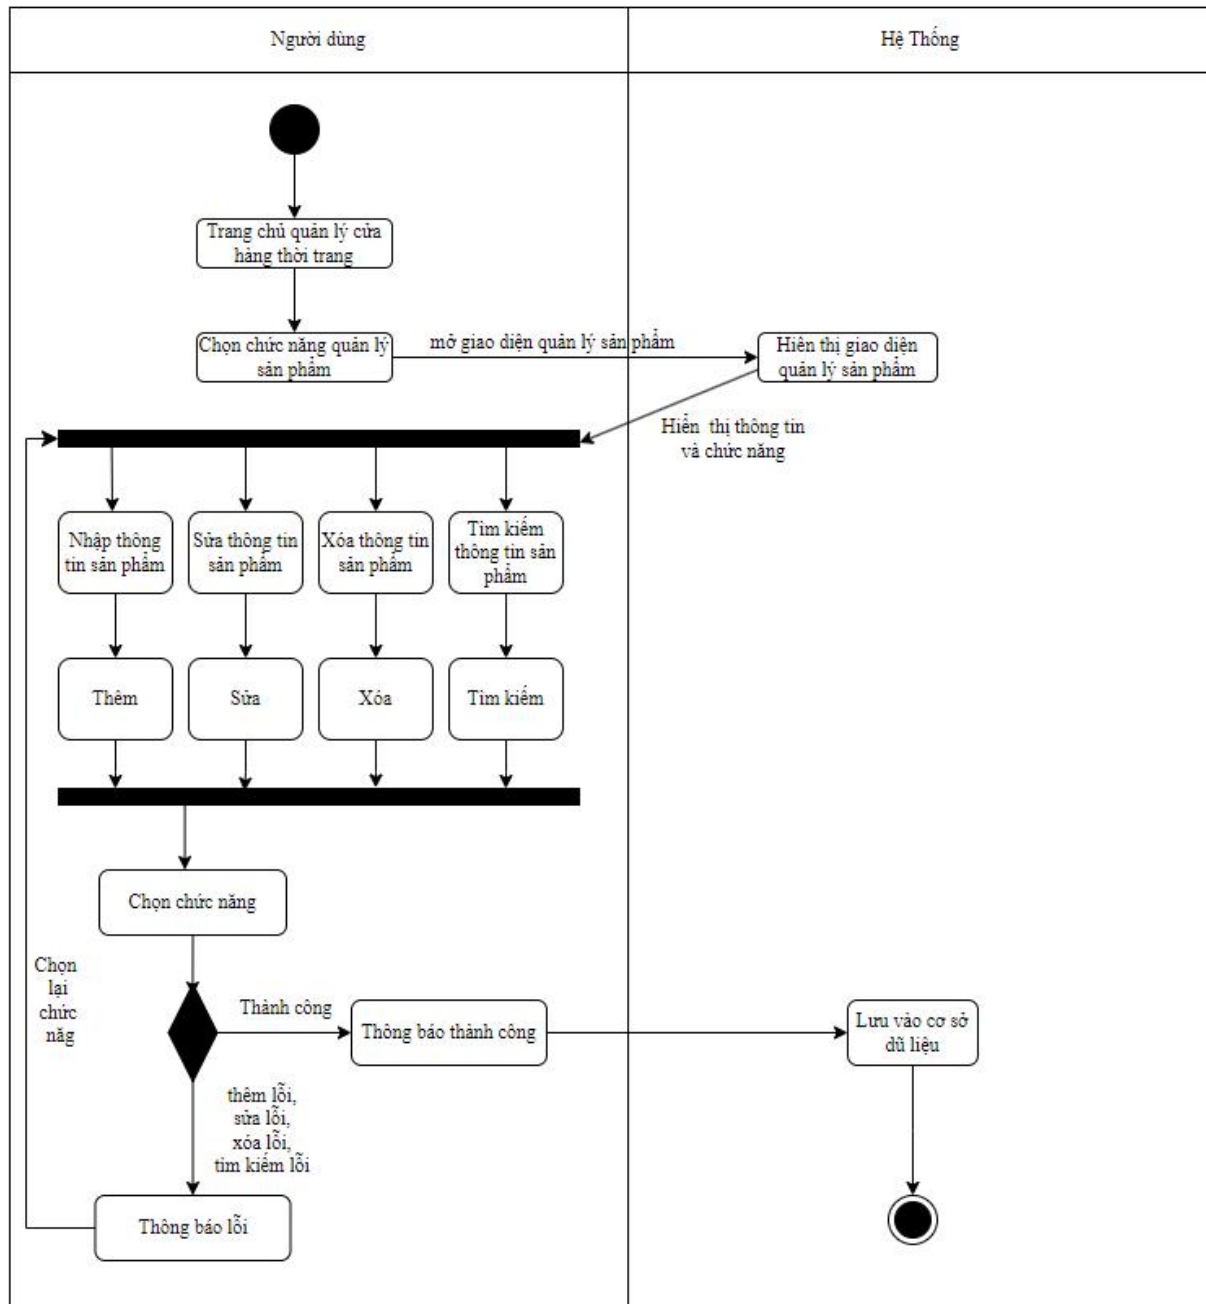 Người dùng
Hệ Thống
Trang chủ quản lý cửa
hàng thời trang
Chọn chức năng quản lý
sản phẩm
mở giao diện quản lý sản phẩm
Hiên thị giao diện
quản lý sản phẩm
Hiển thị thông tin
và chức năng
Nhập thông
tin sản phẩm
Sửa thông tin
sản phẩm
Xóa thông tin
sản phẩm
Tìm kiếm
thông tin sản
phẩm
Thêm
Sửa
Xóa
Tìm kiếm
Chọn chức năng
Chọn
lại
chức
năg
Thành công
Thông báo thành công
Lưu vào cơ sở
dũ liệu
thêm lỗi,
sửa lỗi,
xóa lỗi,
tìm kiếm lỗi
Thông báo lỗi